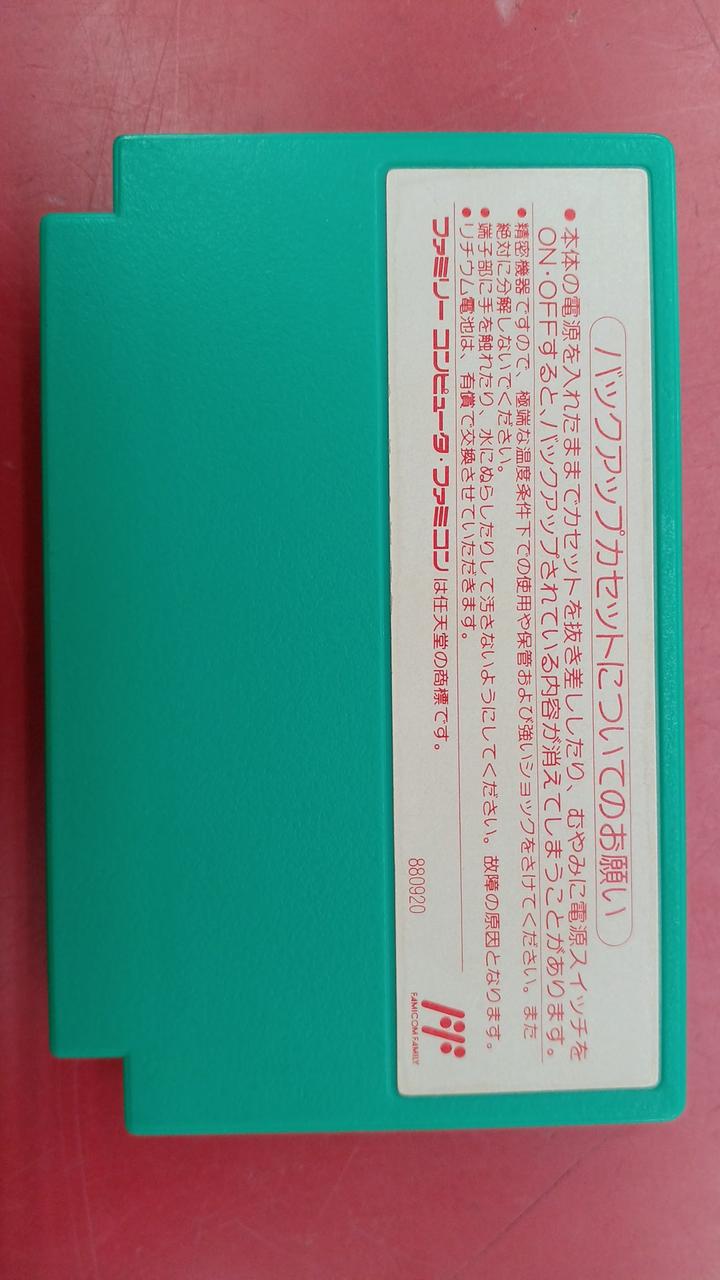 バックアップカセットについてのお願い
●本体の電源を入れたままでカセットを抜き差ししたり、むやみに電源スイッチを
ON・OFFすると、バックアップされている内容が消えてしまうことがあります。
●精密機器ですので、極端な温度条件下での使用や保管および強いショックをさけてください。また
絶対に分解しないでください。
●端子部に手を触れたり、水にぬらしたりして汚さないようにしてください。故障の原因となります。
●リチウム電池は、有償で交換させていただきます。
ファミリーコンピュータ・ファミコンは任天堂の商標です。
880920
FAMICOM FAMILY